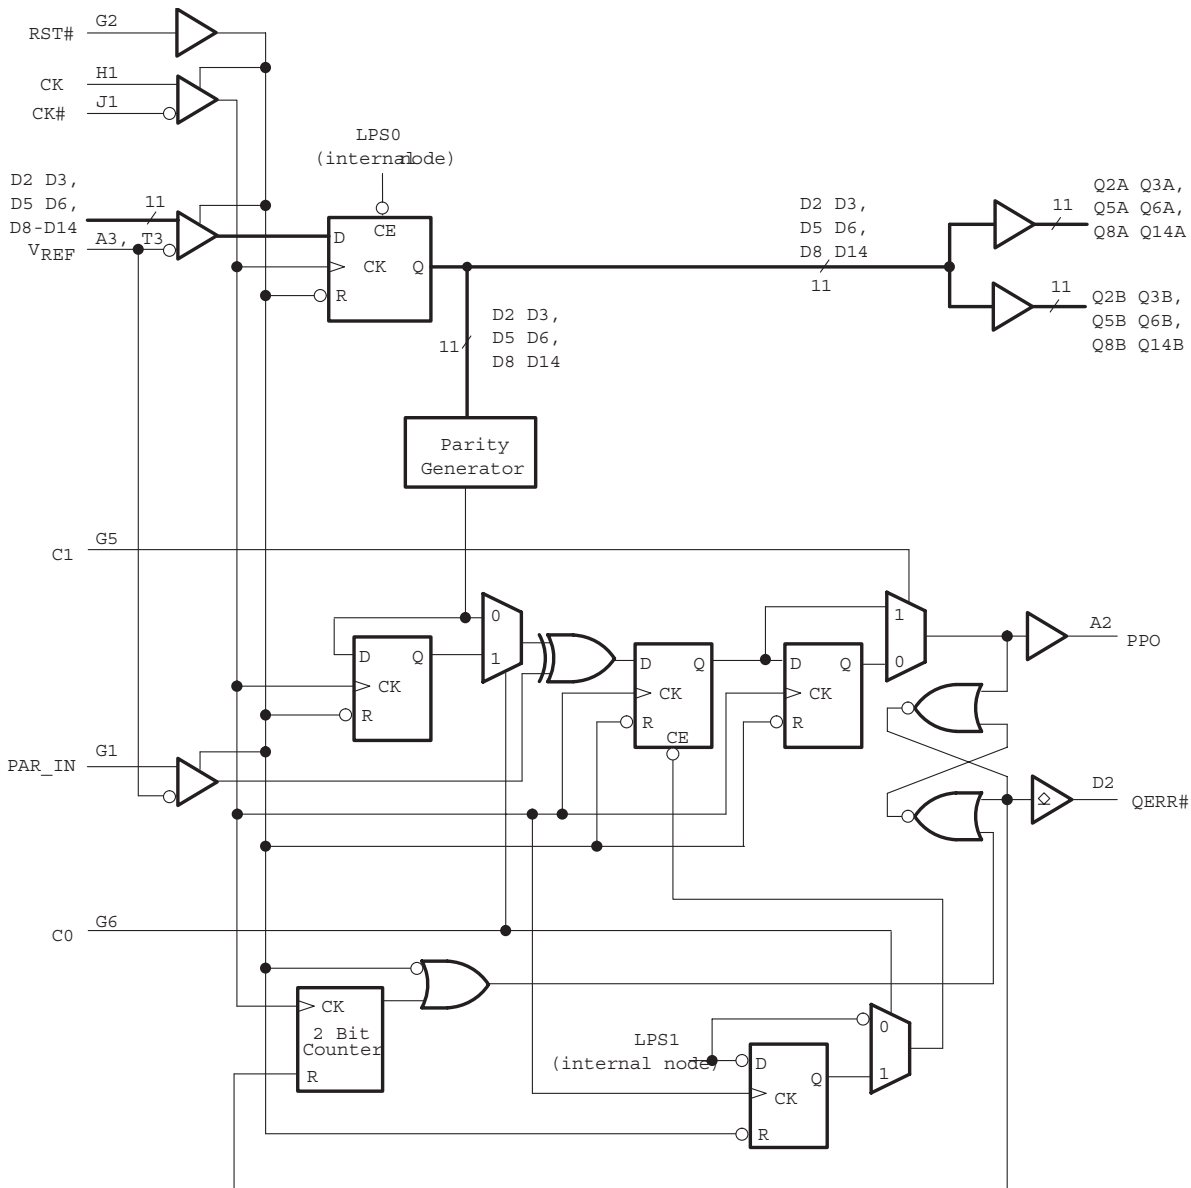 RST# G2
CK H1
CK# J1
LPS0
(internal node)
D2 D3,
D5 D6,
D8-D14
11
VREF A3, T3
D CE
CK Q
R
D2 D3,
D5 D6,
D8 D14
11
11
Q2A Q3A,
Q5A Q6A,
Q8A Q14A
11
Q2B Q3B,
Q5B Q6B,
Q8B Q14B
11
D2 D3,
D5 D6,
D8 D14
Parity
Generator
C1 G5
0
1
D Q
CK
R
D Q
CK
R
CE
D Q
CK
R
1
0
A2
PPO
PAR_IN G1
D2
QERR#
C0 G6
CK
2 Bit
Counter
R
LPS1
(internal node)
D Q
CK
R
0
1